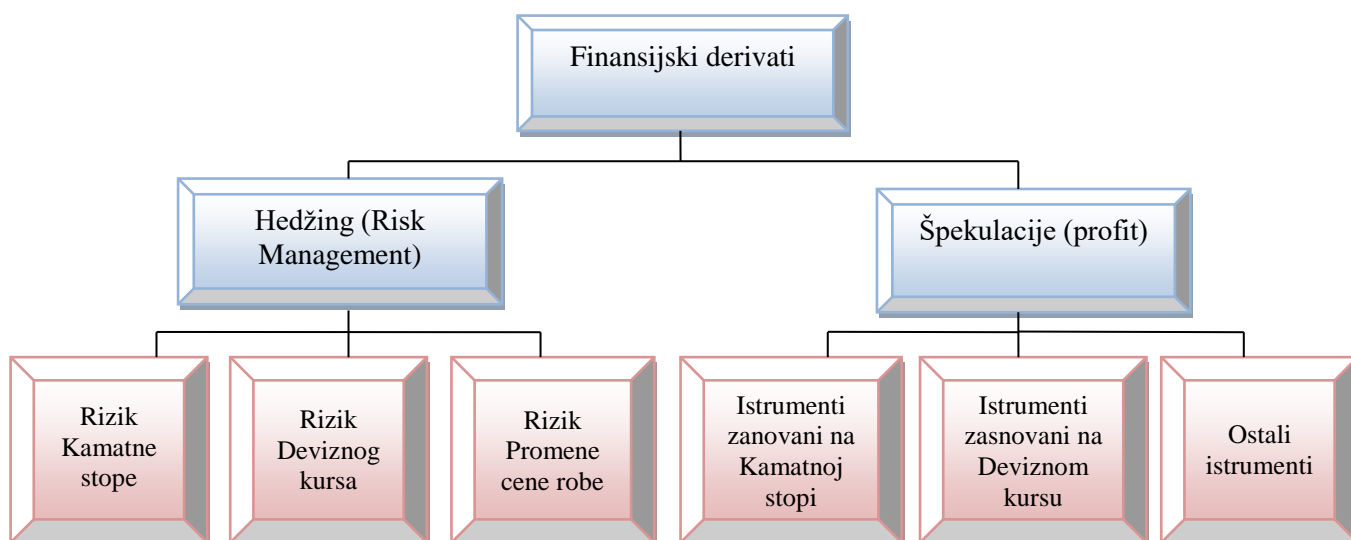 Finansijski derivati
Hedžing (Risk
Management)
Špekulacije (profit)
Rizik
Kamatne
stope
Rizik
Deviznog
kursa
Rizik
Promene
cene robe
Istrumenti
zanovani na
Kamatnoj
stopi
Istrumenti
zasnovani na
Deviznom
kursu
Ostali
istrumenti